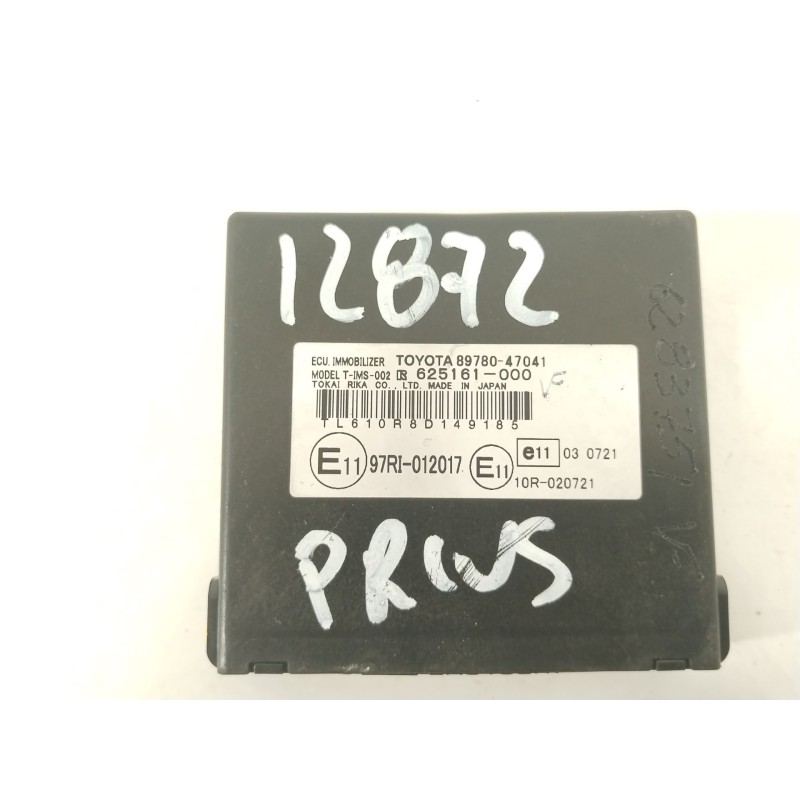 12872
ECU. IMMOBILIZER TOYOTA 89780-47041
MODEL T-IMS-002 625161-000
TOKAI RIKA CO., LTD. MADE IN JAPAN
VF
TL610R8D149185
E11 97RI-012017 E11 e11 03 0721
10R-020721
PRIUS